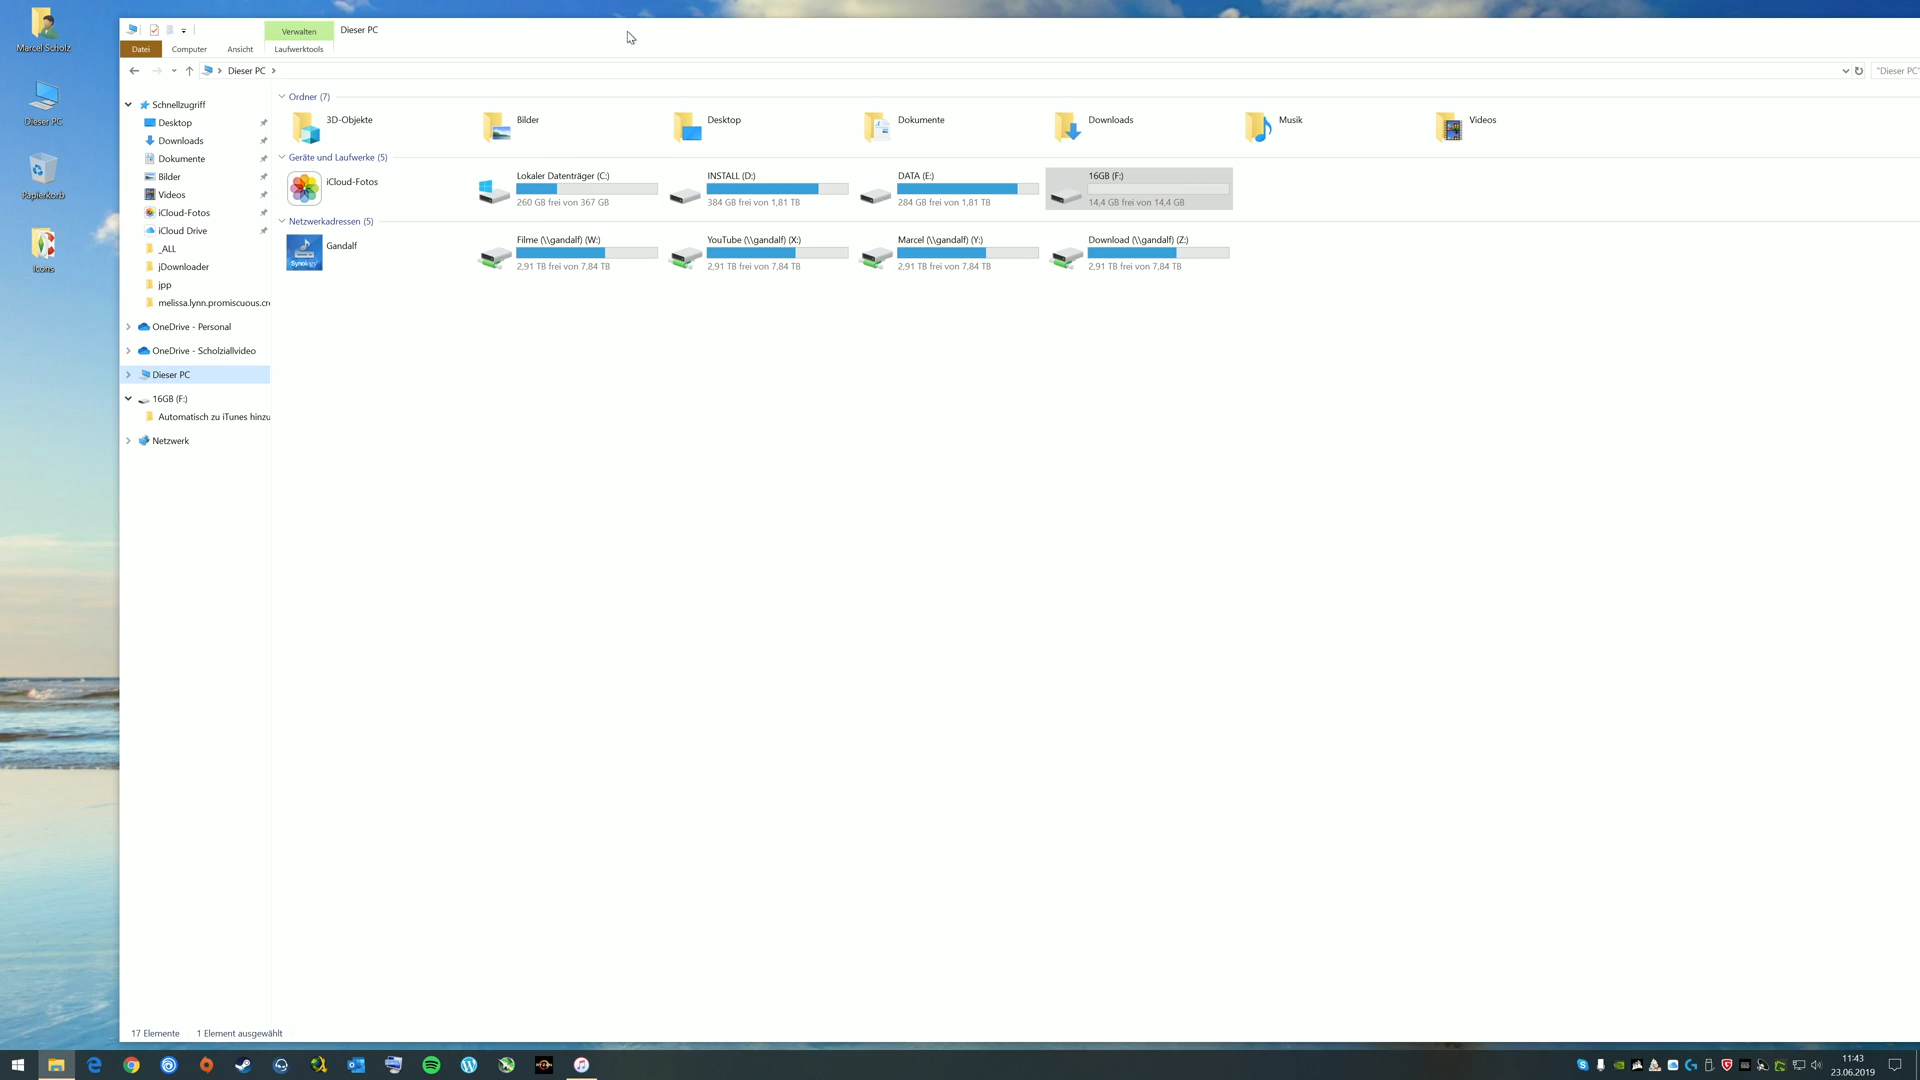 Marcel Scholz
Dieser PC
Papierkorb
Icons
Verwalten
Dieser PC
Datei
Computer
Ansicht
Laufwerktools
Dieser PC
"Dieser PC"
Schnellzugriff
Desktop
Downloads
Dokumente
Bilder
Videos
iCloud-Fotos
iCloud Drive
_ALL
jDownloader
jpp
melissa.lynn.promiscuous.cr
OneDrive - Personal
OneDrive - Scholziallvideo
Dieser PC
16GB (F:)
Automatisch zu iTunes hinzu
Netzwerk
Ordner (7)
3D-Objekte
Bilder
Desktop
Dokumente
Downloads
Musik
Videos
Geräte und Laufwerke (5)
iCloud-Fotos
Lokaler Datenträger (C:)
260 GB frei von 367 GB
INSTALL (D:)
384 GB frei von 1,81 TB
DATA (E:)
284 GB frei von 1,81 TB
16GB (F:)
14,4 GB frei von 14,4 GB
Netzwerkadressen (5)
Synology
Gandalf
Filme (\\gandalf) (W:)
2,91 TB frei von 7,84 TB
YouTube (\\gandalf) (X:)
2,91 TB frei von 7,84 TB
Marcel (\\gandalf) (Y:)
2,91 TB frei von 7,84 TB
Download (\\gandalf) (Z:)
2,91 TB frei von 7,84 TB
17 Elemente
1 Element ausgewählt
11:43
23.06.2019